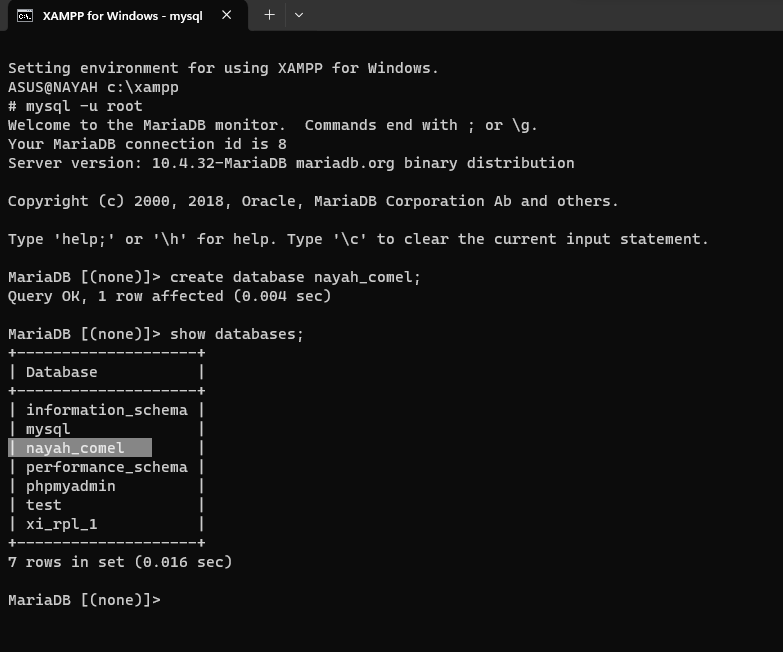 XAMPP for Windows - mysql
Setting environment for using XAMPP for Windows.
ASUS@NAYAH c:\xampp
# mysql -u root
Welcome to the MariaDB monitor.  Commands end with ; or \g.
Your MariaDB connection id is 8
Server version: 10.4.32-MariaDB mariadb.org binary distribution
Copyright (c) 2000, 2018, Oracle, MariaDB Corporation Ab and others.
Type 'help;' or '\h' for help. Type '\c' to clear the current input statement.
MariaDB [(none)]> create database nayah_comel;
Query OK, 1 row affected (0.004 sec)
MariaDB [(none)]> show databases;
+--------------------+
| Database           |
+--------------------+
| information_schema |
| mysql              |
| nayah_comel        |
| performance_schema |
| phpmyadmin         |
| test               |
| xi_rpl_1           |
+--------------------+
7 rows in set (0.016 sec)
MariaDB [(none)]>